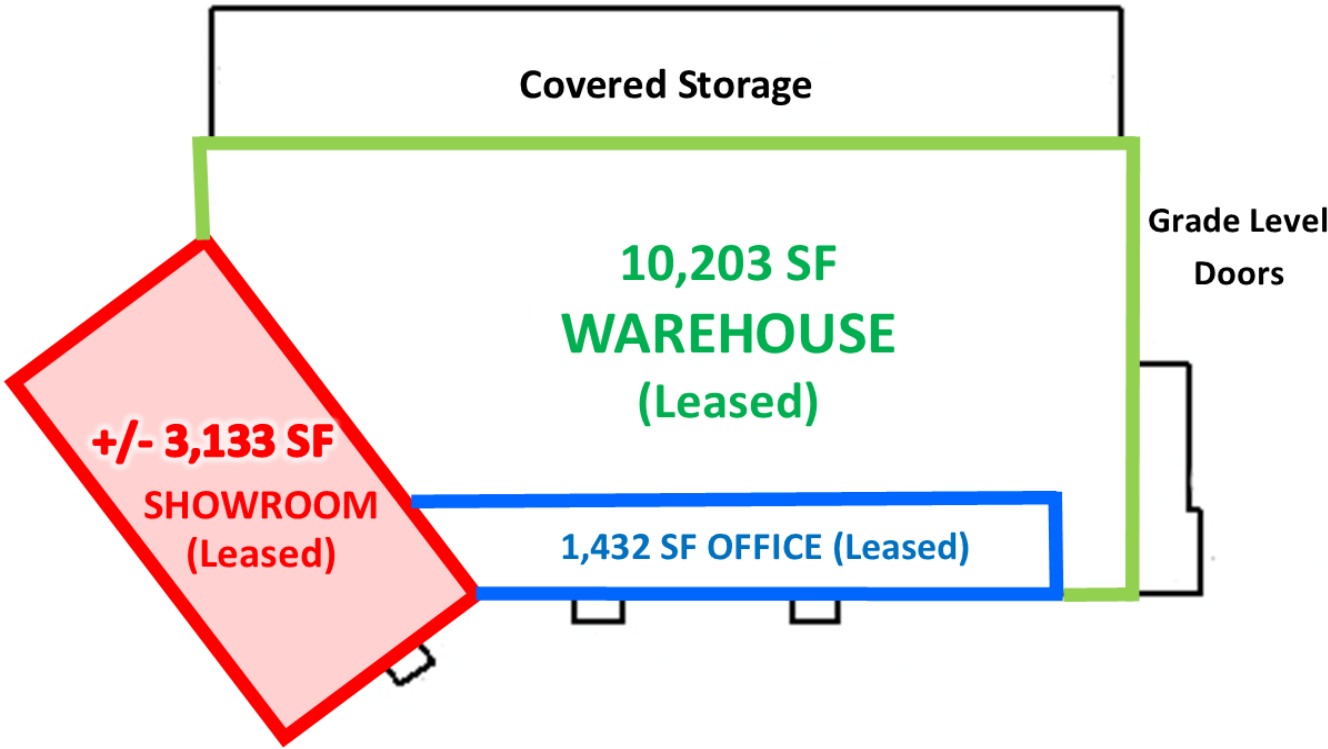 Covered Storage
Grade Level
Doors
10,203 SF
WAREHOUSE
(Leased)
+/- 3,133 SF
SHOWROOM
(Leased)
1,432 SF OFFICE (Leased)